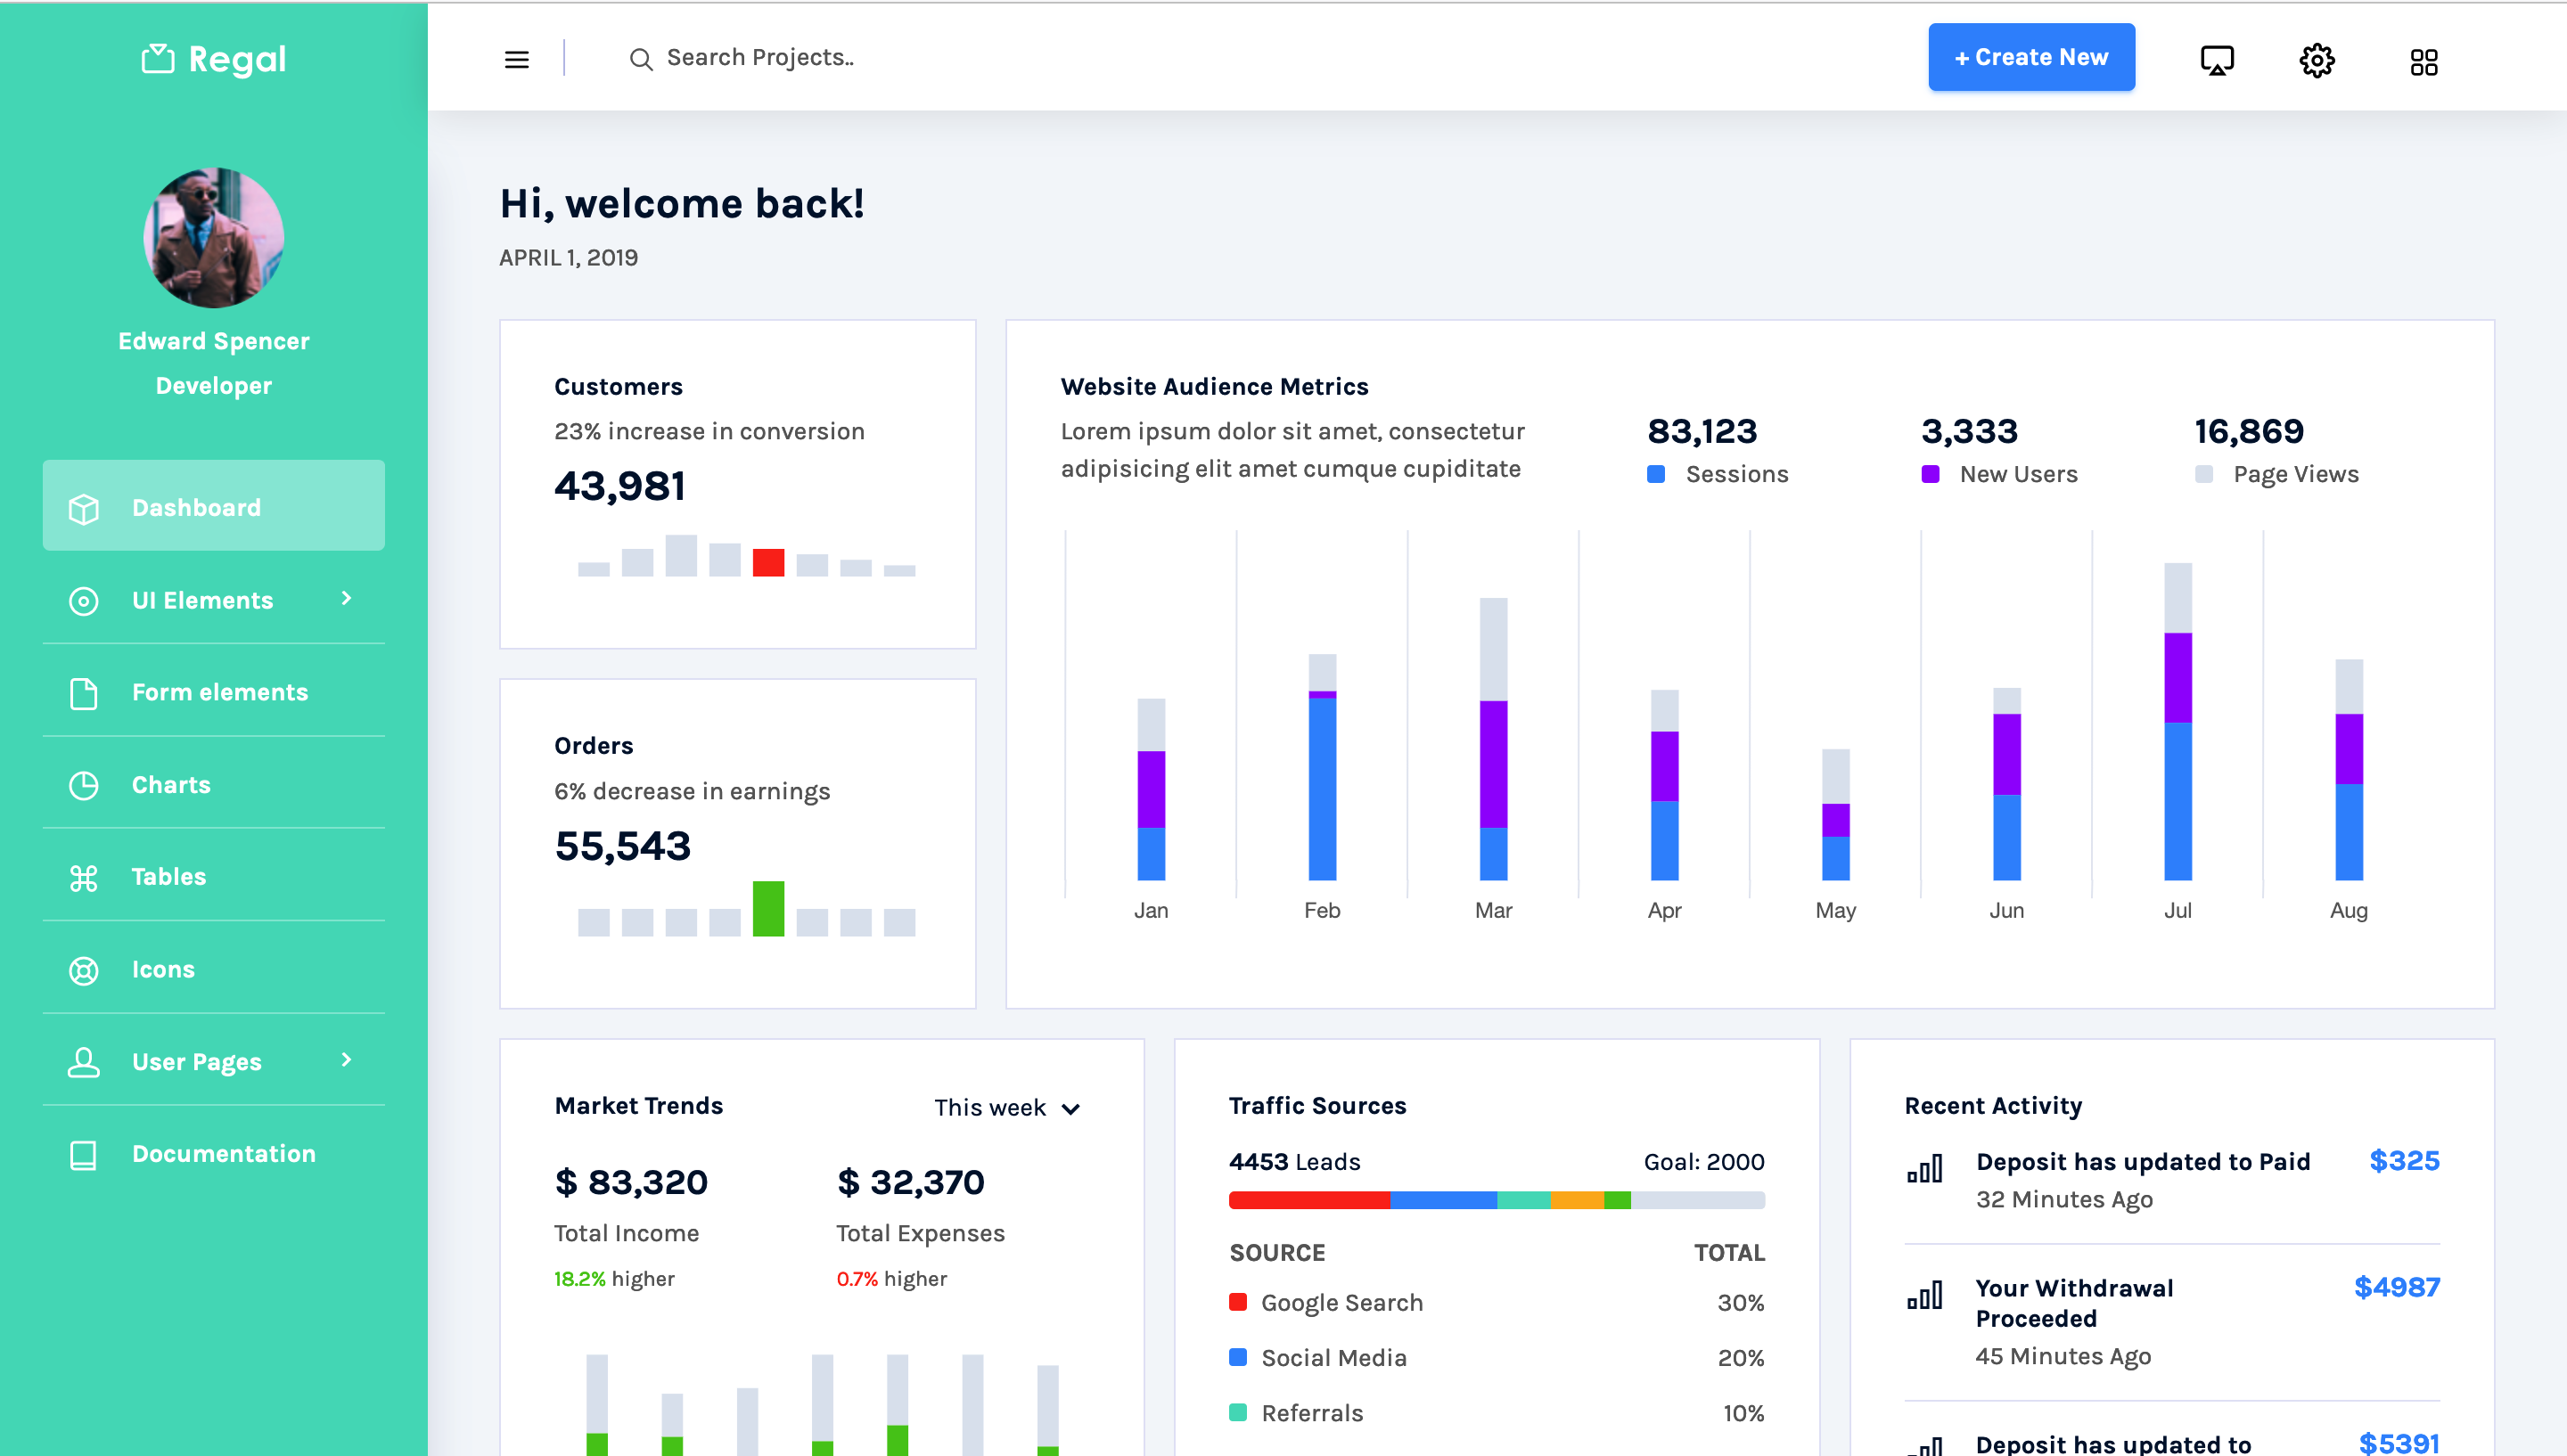 Regal
Search Projects..
+ Create New
Edward Spencer
Developer
Dashboard
UI Elements
Form elements
Charts
Tables
Icons
User Pages
Documentation
Hi, welcome back!
APRIL 1, 2019
Customers
23% increase in conversion
43,981
Orders
6% decrease in earnings
55,543
Website Audience Metrics
Lorem ipsum dolor sit amet, consectetur
adipisicing elit amet cumque cupiditate
83,123
Sessions
3,333
New Users
16,869
Page Views
Jan Feb Mar Apr May Jun Jul Aug
Market Trends
This week
$ 83,320
Total Income
18.2% higher
$ 32,370
Total Expenses
0.7% higher
Traffic Sources
4453 Leads Goal: 2000
SOURCE TOTAL
Google Search 30%
Social Media 20%
Referrals 10%
Recent Activity
Deposit has updated to Paid $325
32 Minutes Ago
Your Withdrawal $4987
Proceeded
45 Minutes Ago
Deposit has updated to $5391